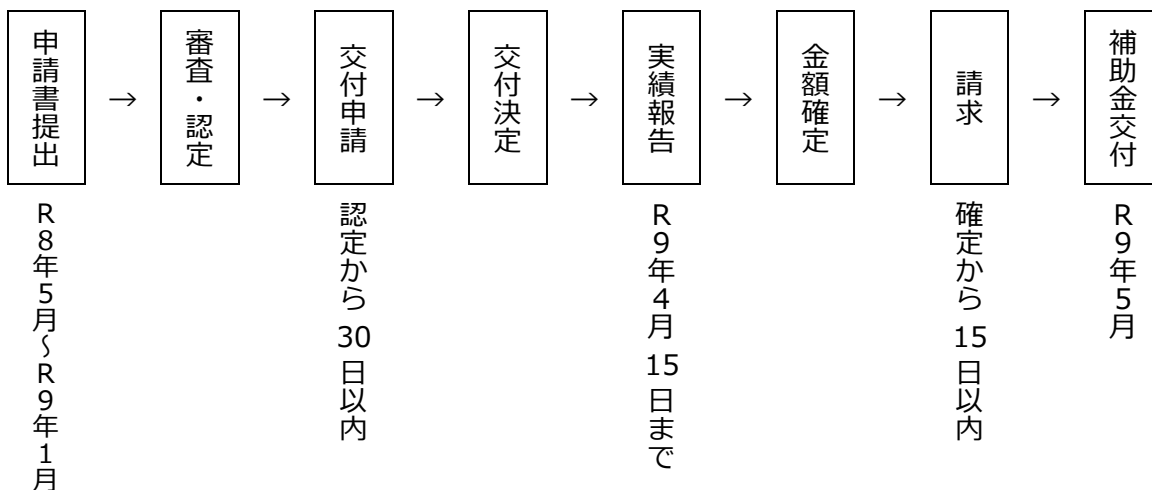 申請書提出
→
審査・認定
→
交付申請
→
交付決定
→
実績報告
→
金額確定
→
請求
→
補助金交付
R8年5月～R9年1月
認定から30日以内
R9年4月15日まで
確定から15日以内
R9年5月